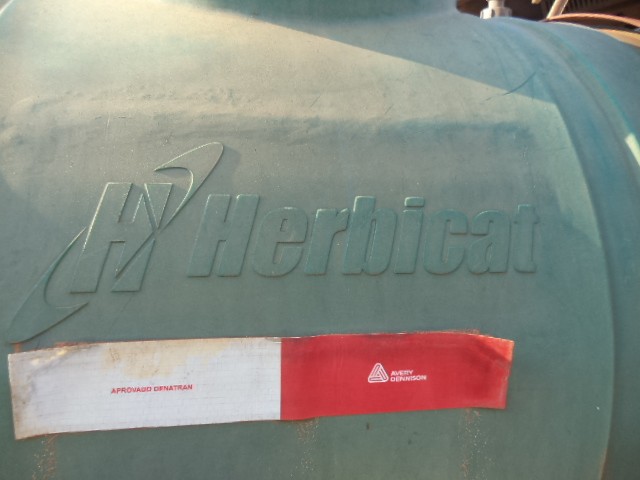 H Herbicat
APROVADO DENATRAN
AVERY
DENNISON